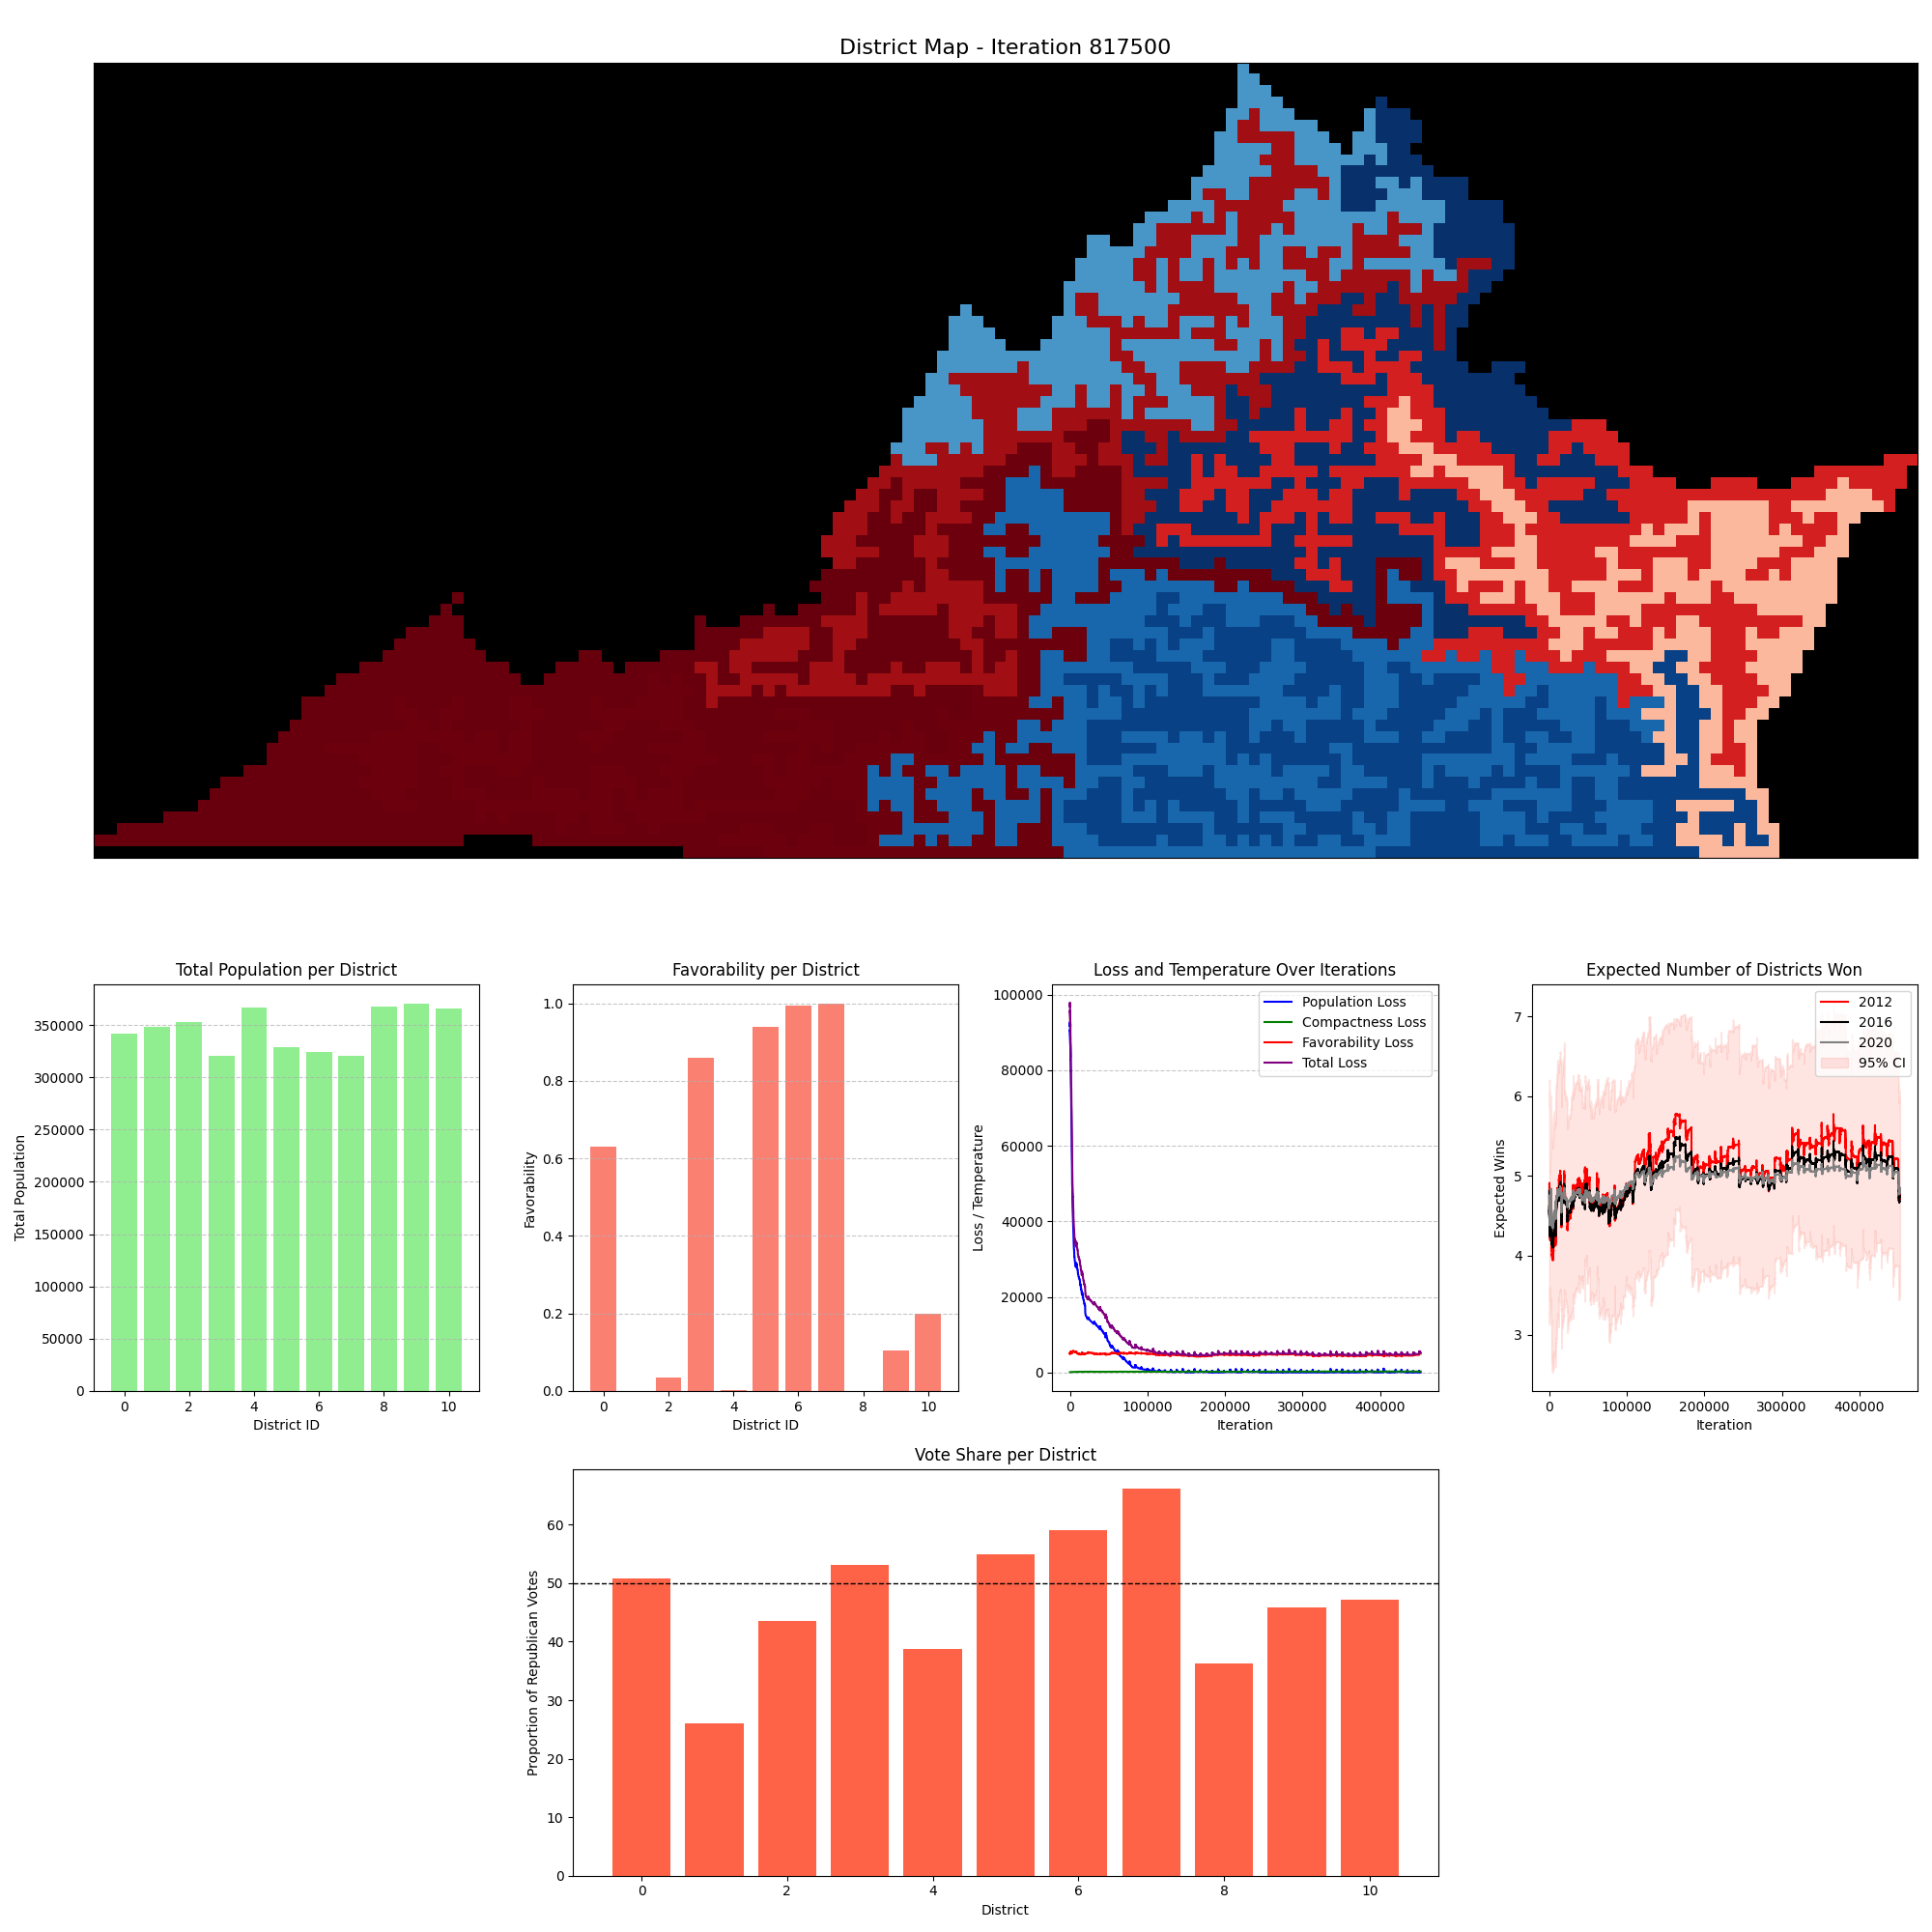 District Map - Iteration 817500
Total Population per District
Total Population
350000
300000
250000
200000
150000
100000
50000
0
0 2 4 6 8 10
District ID
Favorability per District
Favorability
1.0
0.8
0.6
0.4
0.2
0.0
0 2 4 6 8 10
District ID
Loss and Temperature Over Iterations
Loss / Temperature
100000
80000
60000
40000
20000
0
Population Loss
Compactness Loss
Favorability Loss
Total Loss
0 100000 200000 300000 400000
Iteration
Expected Number of Districts Won
Expected Wins
7
6
5
4
3
2012
2016
2020
95% CI
0 100000 200000 300000 400000
Iteration
Vote Share per District
Proportion of Republican Votes
60
50
40
30
20
10
0
0 2 4 6 8 10
District